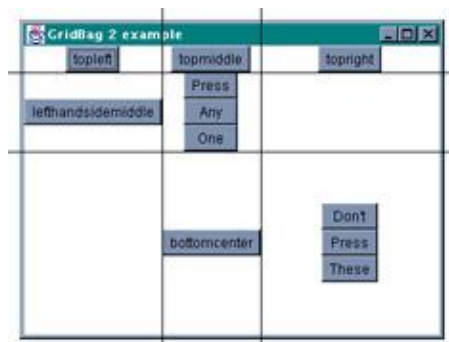 GridBag 2 example
topleft topmiddle topright
Press
lefthandsidemiddle Any
One
Don't
bottomcenter Press
These